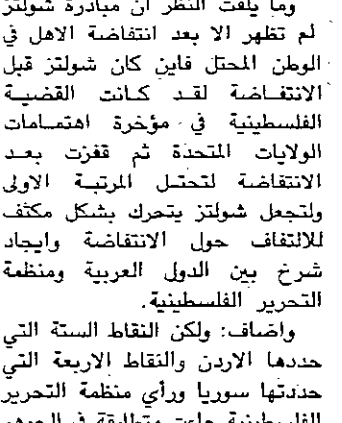 وما يلفت النظر ان مبادرة شولتز
لم تظهر الا بعد انتفاضة الاهل في
الوطن المحتل فاين كان شولتز قبل
الانتفاضة لقد كانت القضية
الفلسطينية في مؤخرة اهتمامات
الولايات المتحدة ثم قفزت بعد
الانتفاضة لتحتل المرتبة الاولى
ولتجعل شولتز يتحرك بشكل مكثف
للالتفاف حول الانتفاضة وايجاد
شرخ بين الدول العربية ومنظمة
التحرير الفلسطينية.
واضاف: ولكن النقاط الستة التي
حددها الاردن والنقاط الاربعة التي
حددتها سوريا ورأي منظمة التحرير
الفلسطينية جاءت متطابقة في الجوهر